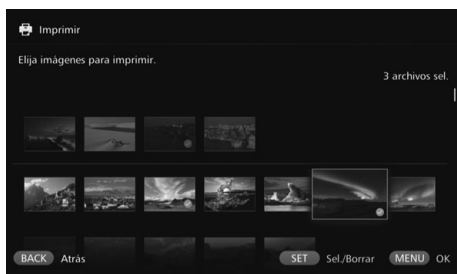 Imprimir
Elija imágenes para imprimir.
3 archivos sel.
BACK Atrás
SET Sel./Borrar
MENU OK